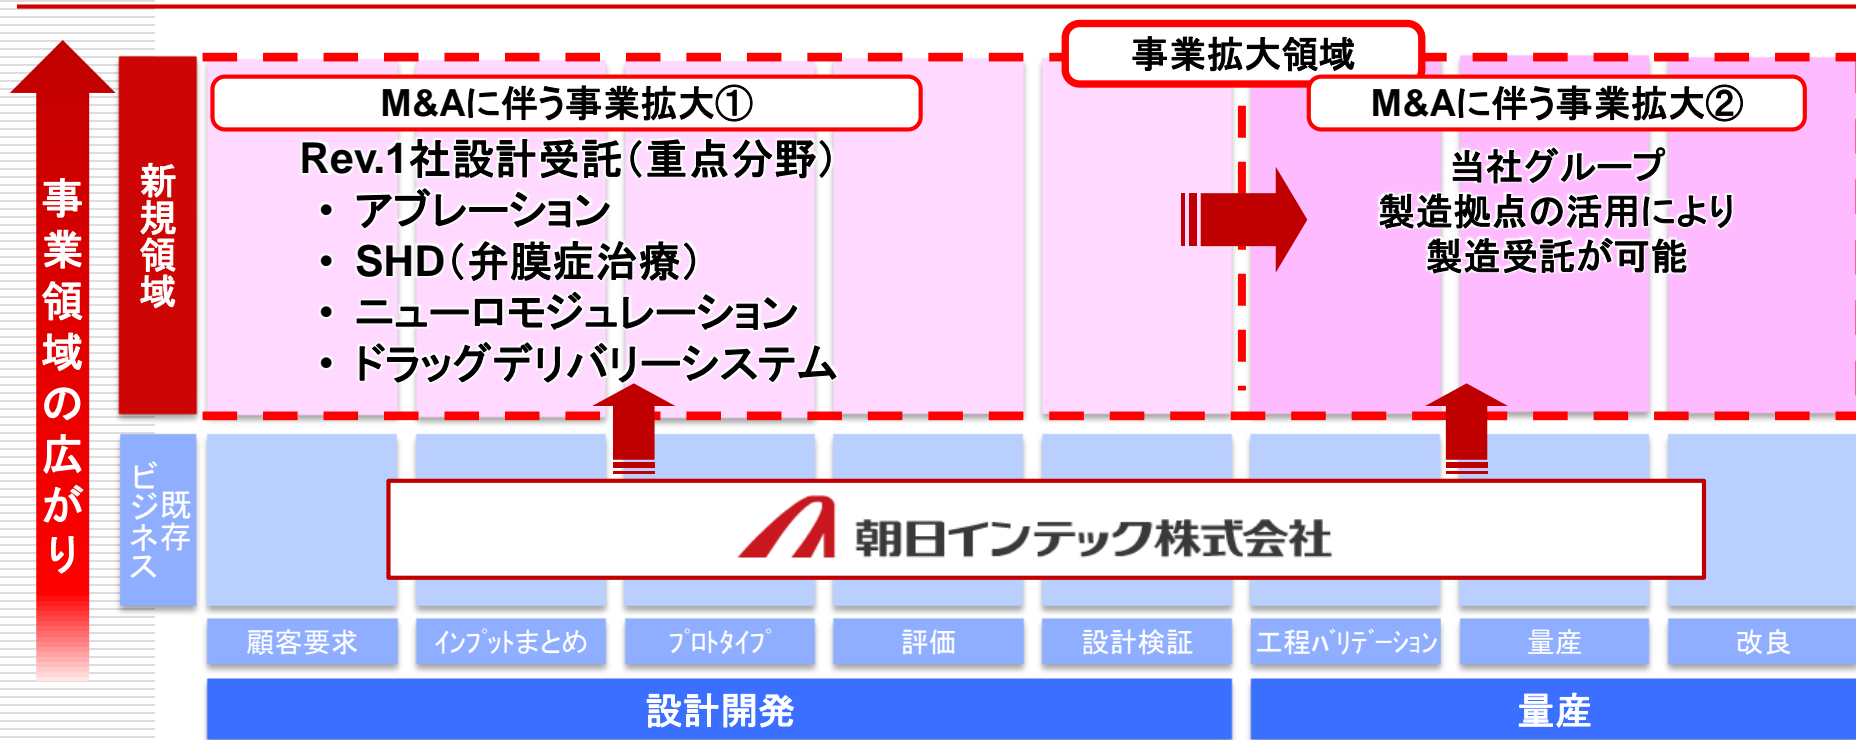 事業拡大領域
M&Aに伴う事業拡大①
M&Aに伴う事業拡大②
Rev.1社設計受託(重点分野)
・ アブレーション
・ SHD(弁膜症治療)
・ ニューロモジュレーション
・ ドラッグデリバリーシステム
当社グループ
製造拠点の活用により
製造受託が可能
事業領域の広がり
新規領域
既存
ビジネス
朝日インテック株式会社
顧客要求
ｲﾝﾌﾟｯﾄまとめ
ﾌﾟﾛﾄﾀｲﾌﾟ
評価
設計検証
工程ﾊﾞﾘﾃﾞｰｼｮﾝ
量産
改良
設計開発
量産